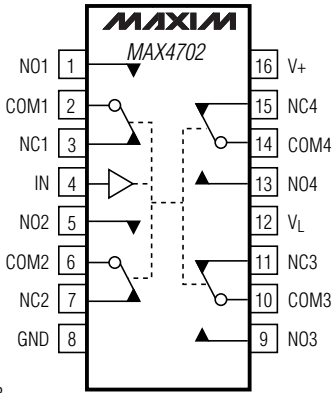 MAXIM
MAX4702
NO1 1
COM1 2
NC1 3
IN 4
NO2 5
COM2 6
NC2 7
GND 8
16 V+
15 NC4
14 COM4
13 NO4
12 VL
11 NC3
10 COM3
9 NO3